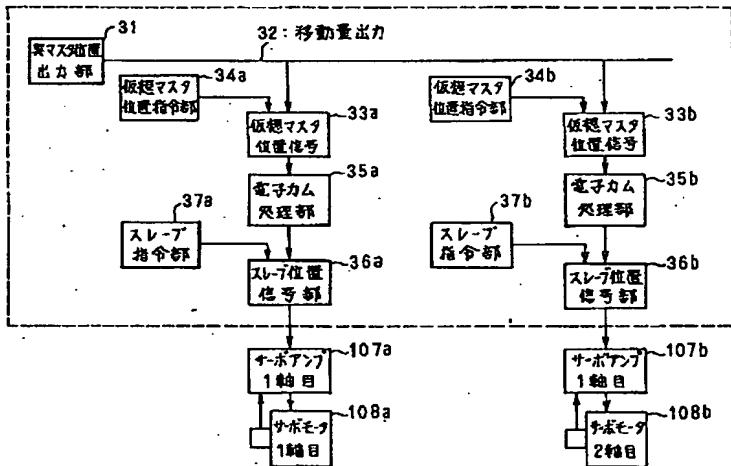 31
32:移動量出力
実マスタ位置
出力部
34a
仮想マスタ
位置指令部
33a
仮想マスタ
位置信号
35a
電子カム
処理部
37a
スレーブ
指令部
36a
スレーブ位置
信号部
107a
サーボアンプ
1軸目
108a
サーボモータ
1軸目
34b
仮想マスタ
位置指令部
33b
仮想マスタ
位置信号
35b
電子カム
処理部
37b
スレーブ
指令部
36b
スレーブ位置
信号部
107b
サーボアンプ
1軸目
108b
サーボモータ
2軸目